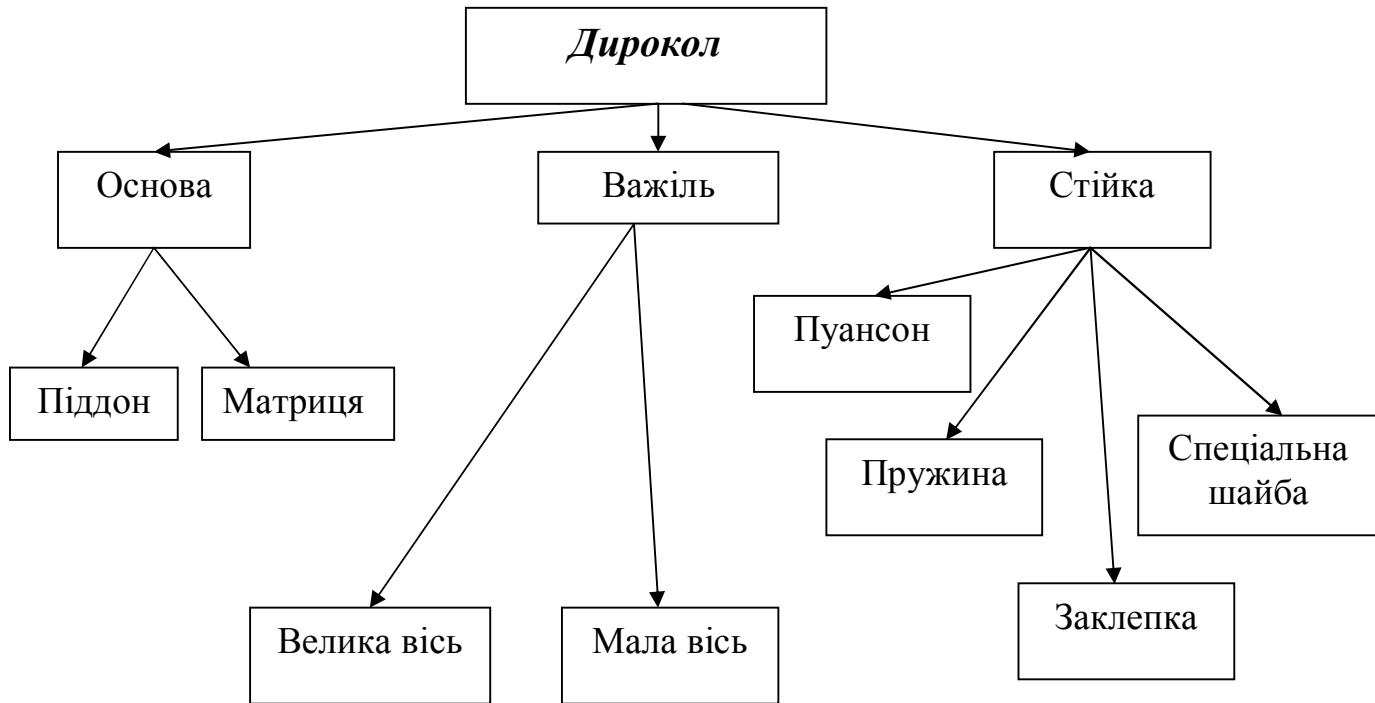 Дирокол
Основа
Важіль
Стійка
Пуансон
Піддон
Матриця
Пружина
Спеціальна
шайба
Велика вісь
Мала вісь
Заклепка